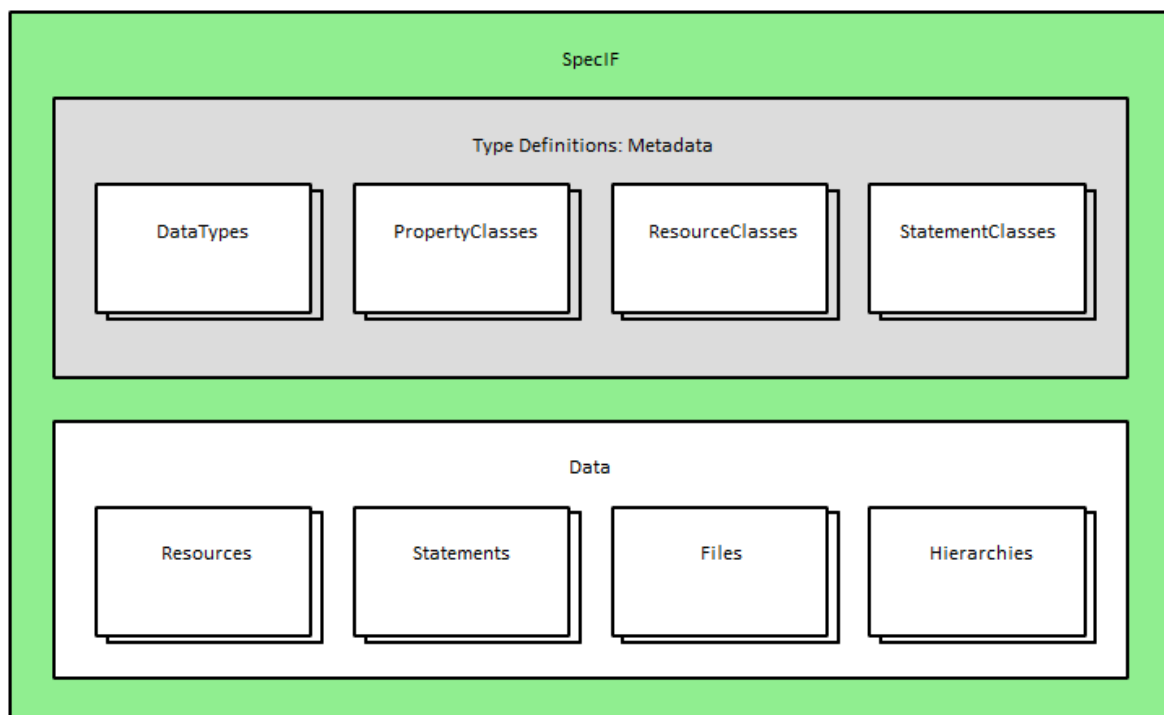 SpecIF
Type Definitions: Metadata
DataTypes
PropertyClasses
ResourceClasses
StatementClasses
Data
Resources
Statements
Files
Hierarchies